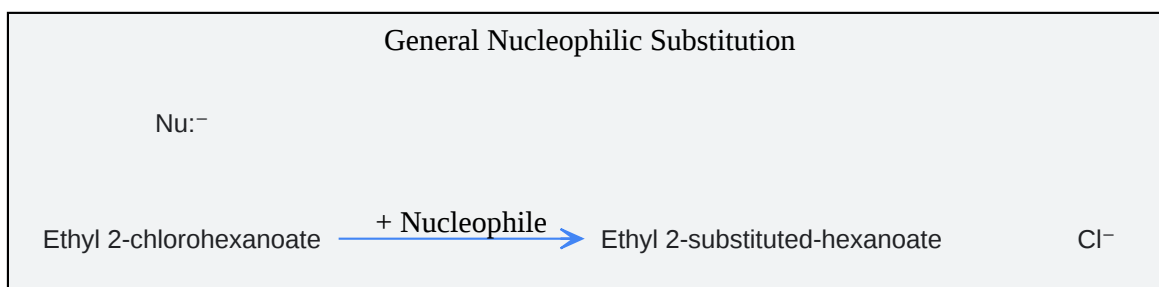 General Nucleophilic Substitution
Nu:⁻
+ Nucleophile
Ethyl 2-chlorohexanoate
Ethyl 2-substituted-hexanoate
Cl⁻